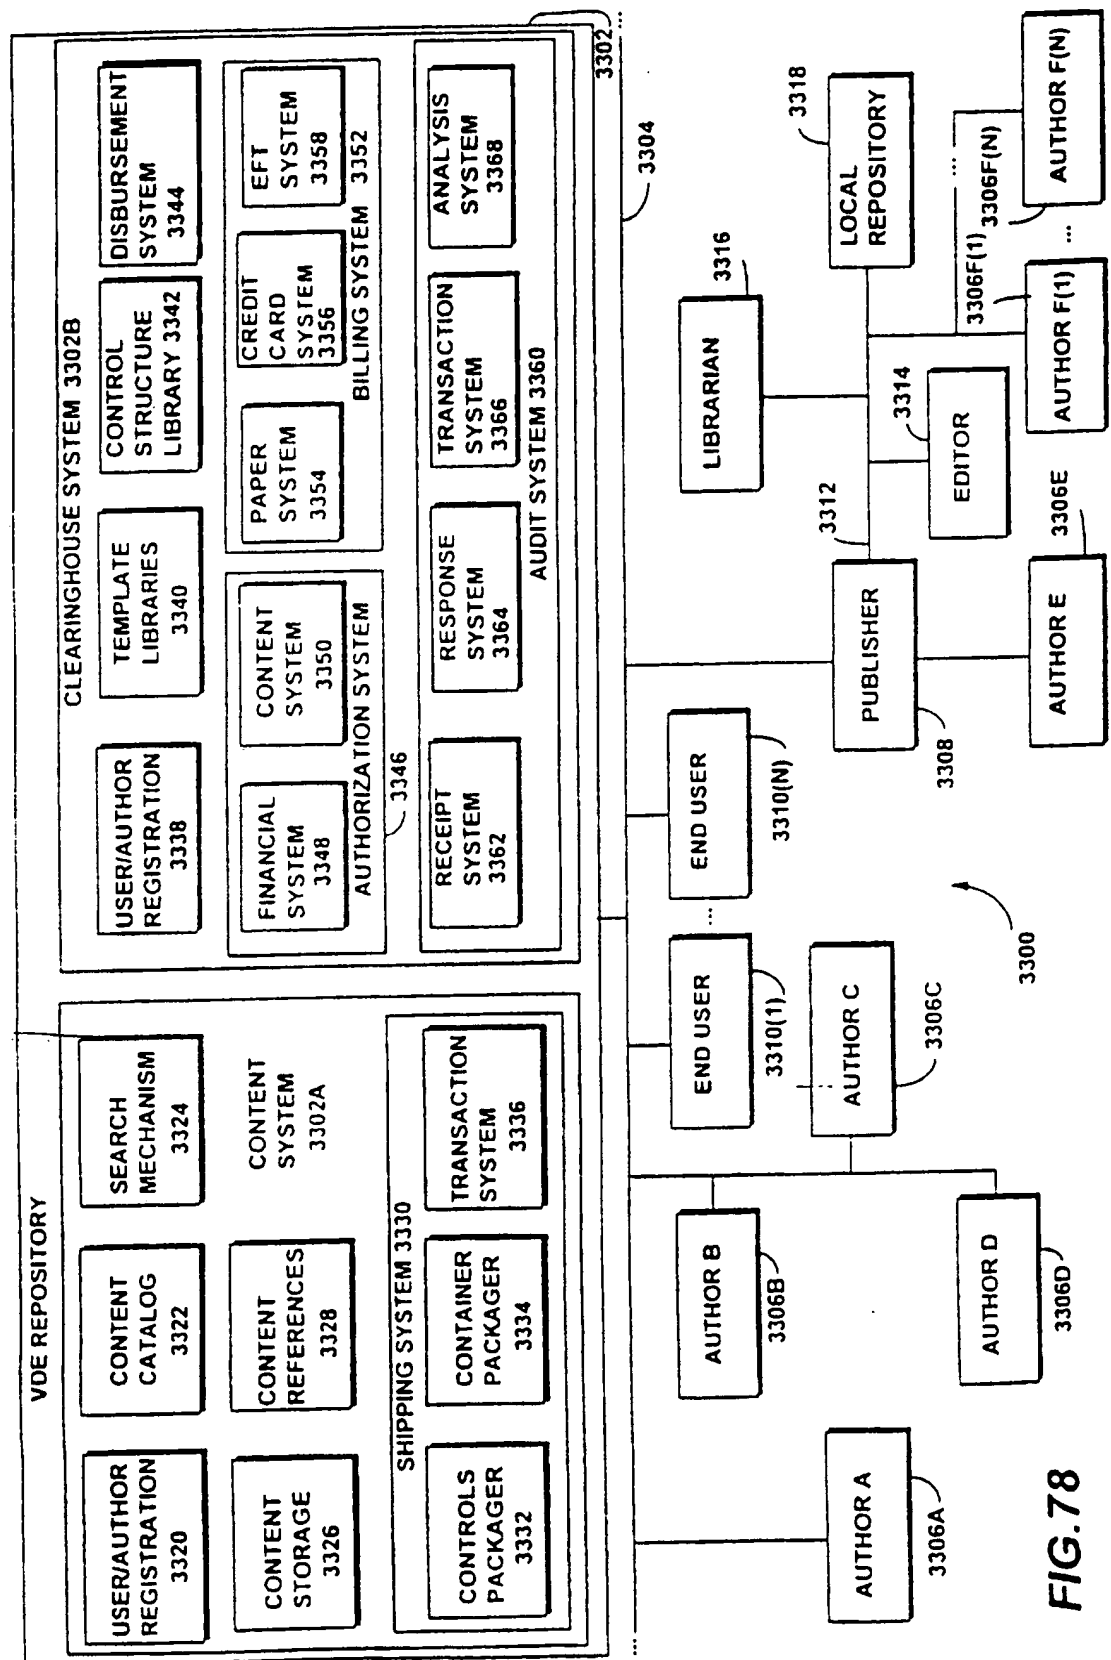 VDE REPOSITORY
3302
USER/AUTHOR
REGISTRATION
3320
CONTENT
CATALOG
3322
SEARCH
MECHANISM
3324
CONTENT
STORAGE
3326
CONTENT
REFERENCES
3328
CONTENT
SYSTEM
3302A
SHIPPING SYSTEM 3330
CONTROLS
PACKAGER
3332
CONTAINER
PACKAGER
3334
TRANSACTION
SYSTEM
3336
CLEARINGHOUSE SYSTEM 3302B
USER/AUTHOR
REGISTRATION
3338
TEMPLATE
LIBRARIES
3340
CONTROL
STRUCTURE
LIBRARY 3342
DISBURSEMENT
SYSTEM
3344
FINANCIAL
SYSTEM
3348
CONTENT
SYSTEM
3350
AUTHORIZATION SYSTEM
3346
PAPER
SYSTEM
3354
CREDIT
CARD
SYSTEM
3356
EFT
SYSTEM
3358
BILLING SYSTEM 3352
RECEIPT
SYSTEM
3362
RESPONSE
SYSTEM
3364
TRANSACTION
SYSTEM
3366
ANALYSIS
SYSTEM
3368
AUDIT SYSTEM 3360
...
...
3304
AUTHOR A
3306A
AUTHOR B
3306B
AUTHOR C
3306C
AUTHOR D
3306D
END USER
3310(1)
...
END USER
3310(N)
PUBLISHER
3308
3312
AUTHOR E
3306E
LIBRARIAN
3316
EDITOR
3314
LOCAL
REPOSITORY
3318
AUTHOR F(1)
3306F(1)
...
...
AUTHOR F(N)
3306F(N)
3300
FIG.78